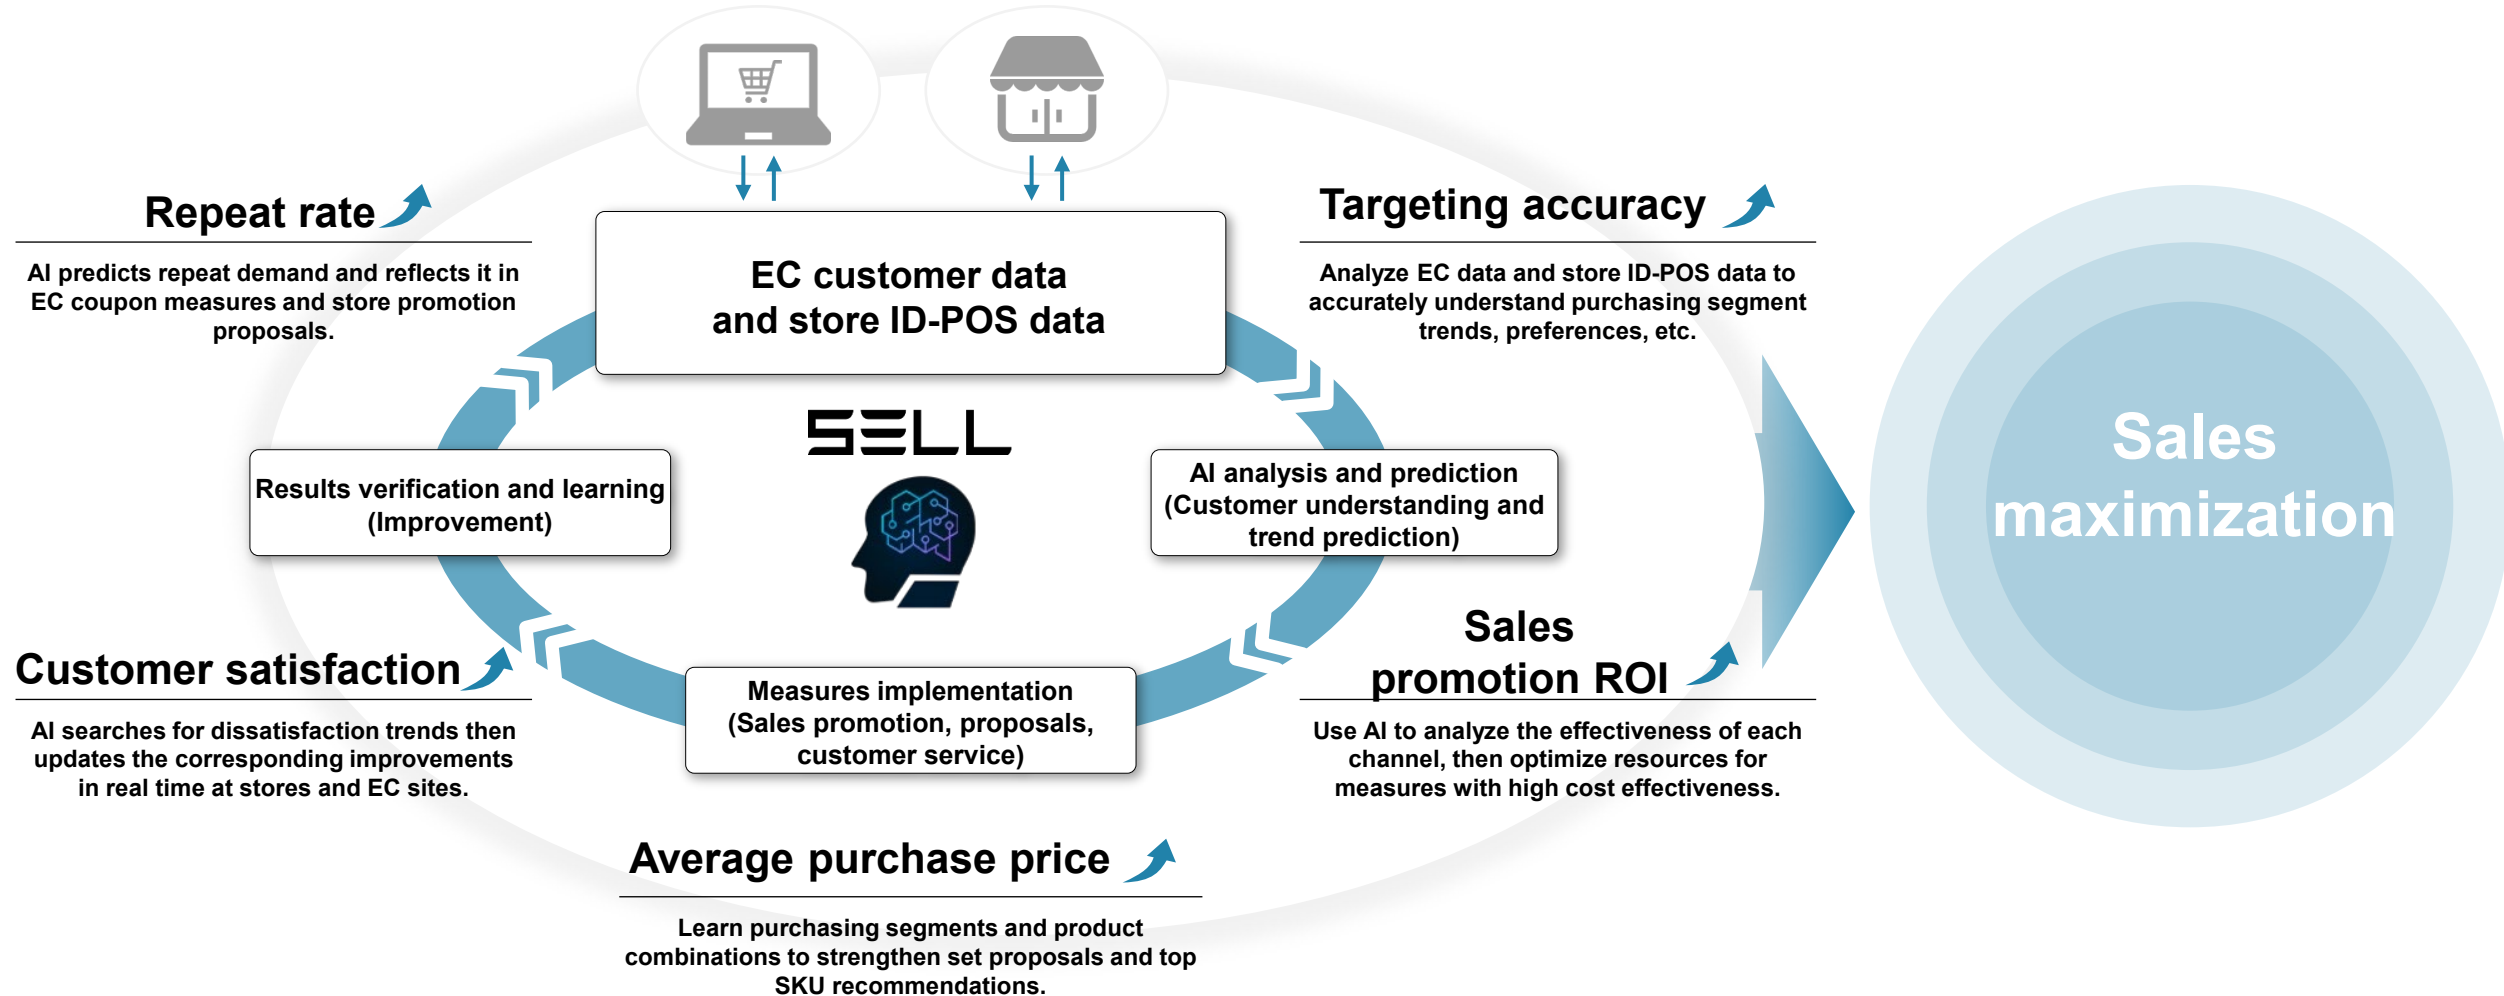 Repeat rate
AI predicts repeat demand and reflects it in
EC coupon measures and store promotion
proposals.
EC customer data
and store ID-POS data
Targeting accuracy
Analyze EC data and store ID-POS data to
accurately understand purchasing segment
trends, preferences, etc.
SELL
Results verification and learning
(Improvement)
AI analysis and prediction
(Customer understanding and
trend prediction)
Sales
maximization
Customer satisfaction
AI searches for dissatisfaction trends then
updates the corresponding improvements
in real time at stores and EC sites.
Measures implementation
(Sales promotion, proposals,
customer service)
Sales
promotion ROI
Use AI to analyze the effectiveness of each
channel, then optimize resources for
measures with high cost effectiveness.
Average purchase price
Learn purchasing segments and product
combinations to strengthen set proposals and top
SKU recommendations.